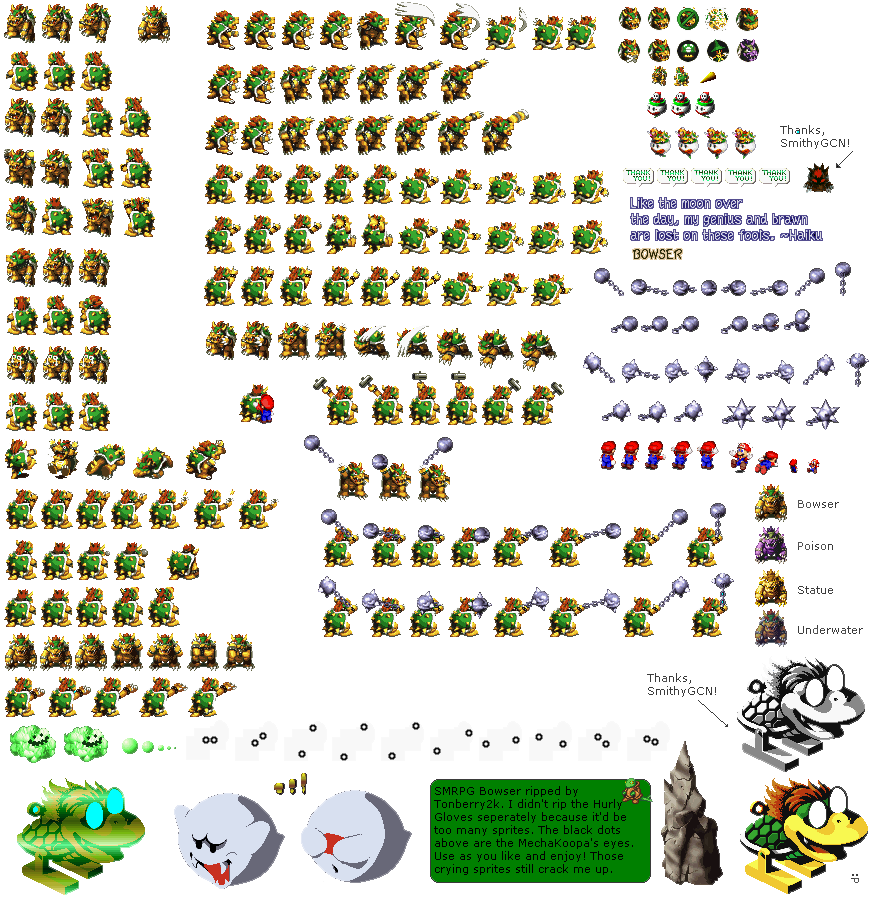 Thanks,
SmithyGCN!
THANK YOU! THANK YOU! THANK YOU! THANK YOU! THANK YOU!
Like the moon over
the day, my genius and brawn
are lost on these fools. ~Haiku
BOWSER
Bowser
Poison
Statue
Underwater
Thanks,
SmithyGCN!
SMRPG Bowser ripped by
Tonberry2k. I didn't rip the Hurly
Gloves seperately because it'd be
too many sprites. The black dots
above are the MechaKoopa's eyes.
Use as you like and enjoy! Those
crying sprites still crack me up.
:P